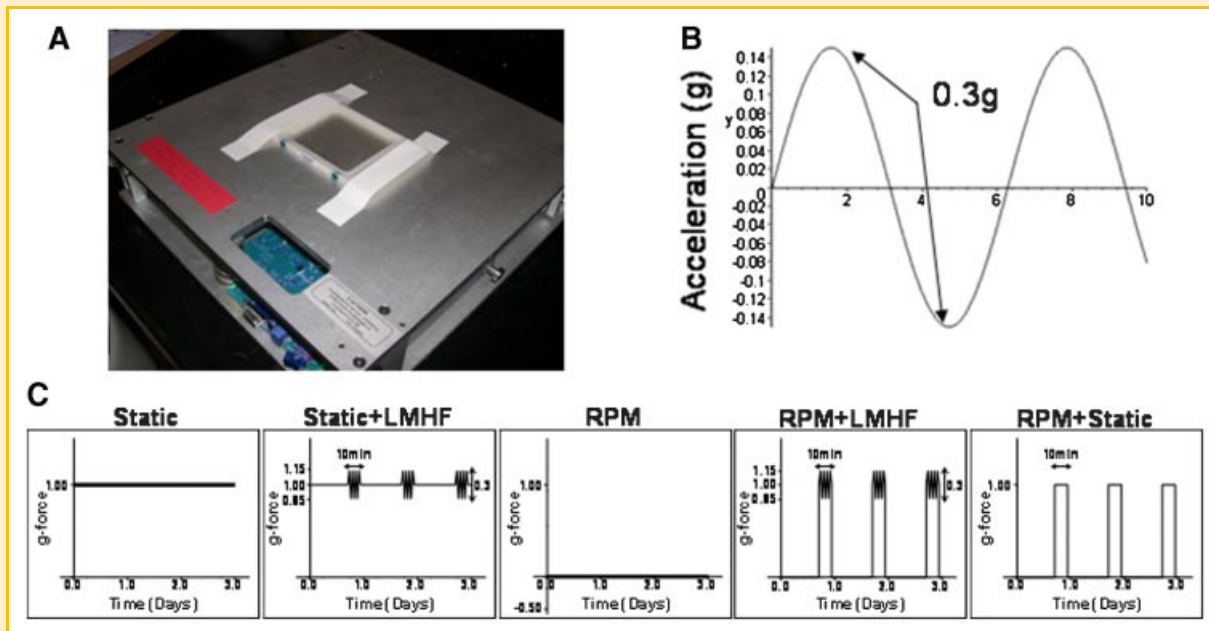 A
B
Acceleration (g)
y
0.14
0.12
0.1
0.08
0.06
0.04
0.02
0
-0.02
-0.04
-0.06
-0.08
-0.1
-0.12
-0.14
2
4
6
8
10
0.3g
C
Static
g-force
1.00
0.0 1.0 2.0 3.0
Time(Days)
Static+LMHF
10min
g-force
1.15
1.00
0.85
0.3
0.0 1.0 2.0 3.0
Time(Days)
RPM
g-force
1.00
-0.50
0.0 1.0 2.0 3.0
Time(Days)
RPM+LMHF
10min
g-force
1.15
1.00
0.85
0.3
0.0 1.0 2.0 3.0
Time(Days)
RPM+Static
10min
g-force
1.00
0.0 1.0 2.0 3.0
Time(Days)